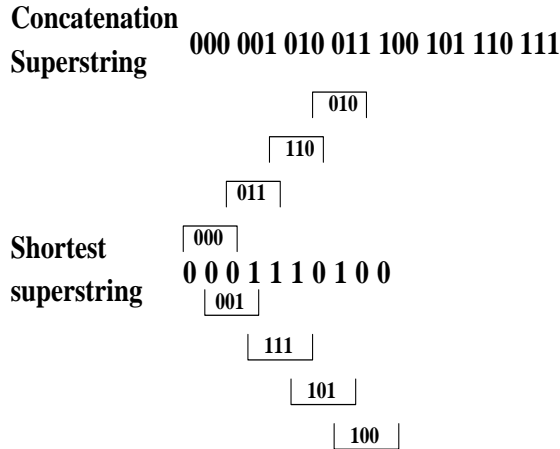 Concatenation
Superstring
000 001 010 011 100 101 110 111
010
110
011
000
Shortest
superstring
0 0 0 1 1 1 0 1 0 0
001
111
101
100